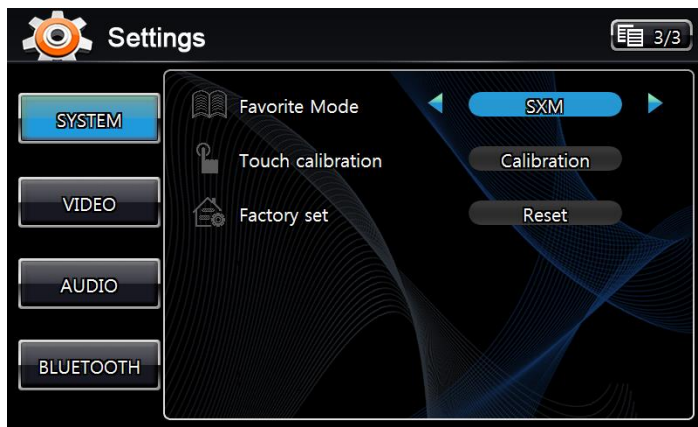 Settings
3/3
SYSTEM
Favorite Mode SXM
Touch calibration Calibration
VIDEO
Factory set Reset
AUDIO
BLUETOOTH